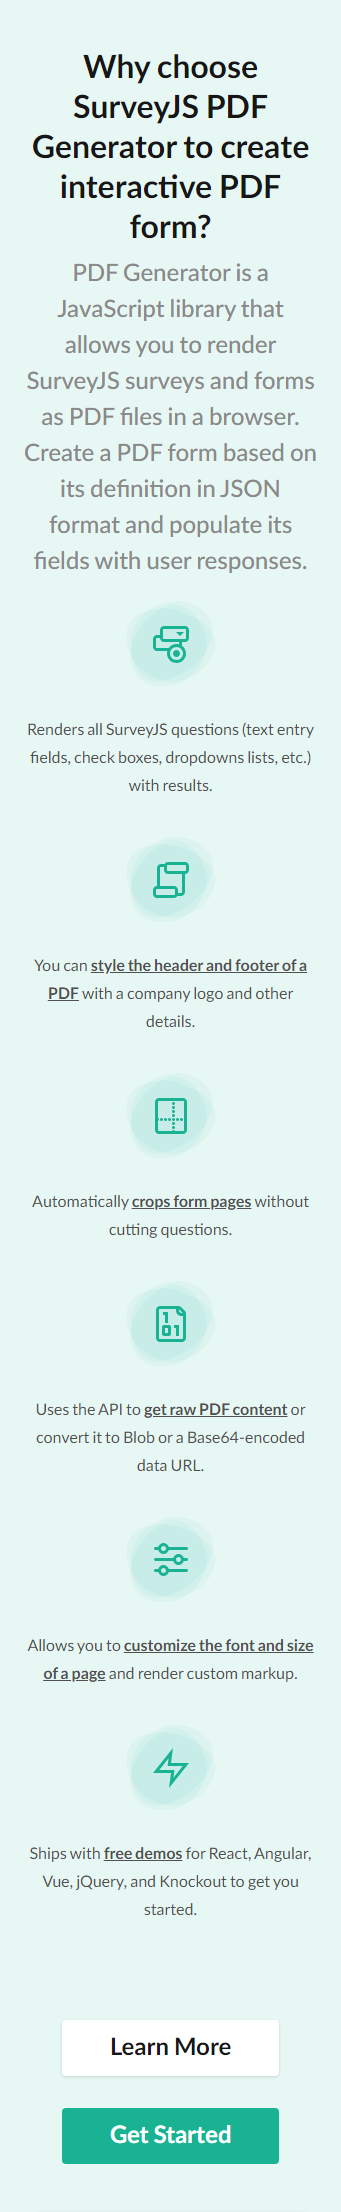 Why choose
SurveyJS PDF
Generator to create
interactive PDF
form?
PDF Generator is a
JavaScript library that
allows you to render
SurveyJS surveys and forms
as PDF files in a browser.
Create a PDF form based on
its definition in JSON
format and populate its
fields with user responses.
Renders all SurveyJS questions (text entry
fields, check boxes, dropdowns lists, etc.)
with results.
You can style the header and footer of a
PDF with a company logo and other
details.
Automatically crops form pages without
cutting questions.
1
01
Uses the API to get raw PDF content or
convert it to Blob or a Base64-encoded
data URL.
Allows you to customize the font and size
of a page and render custom markup.
Ships with free demos for React, Angular,
Vue, jQuery, and Knockout to get you
started.
Learn More
Get Started